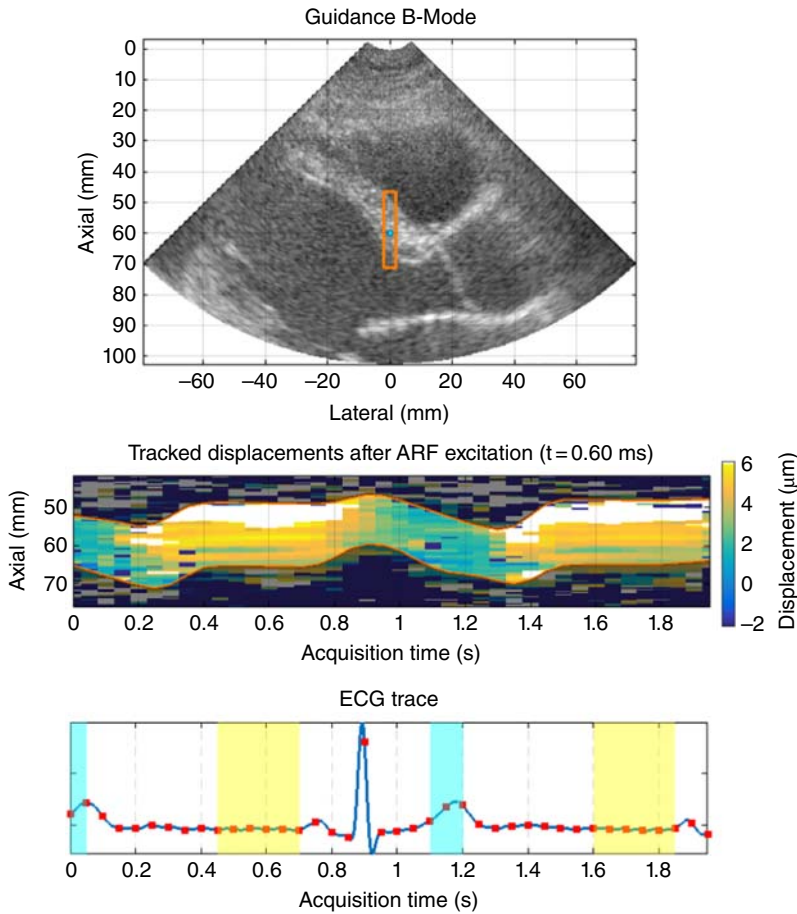 Guidance B-Mode
0
10
20
30
40
50
60
70
80
90
100
Axial (mm)
–60 –40 –20 0 20 40 60
Lateral (mm)
Tracked displacements after ARF excitation (t = 0.60 ms)
50
60
70
Axial (mm)
0 0.2 0.4 0.6 0.8 1 1.2 1.4 1.6 1.8
Acquisition time (s)
6
4
2
0
–2
Displacement (μm)
ECG trace
0 0.2 0.4 0.6 0.8 1 1.2 1.4 1.6 1.8
Acquisition time (s)